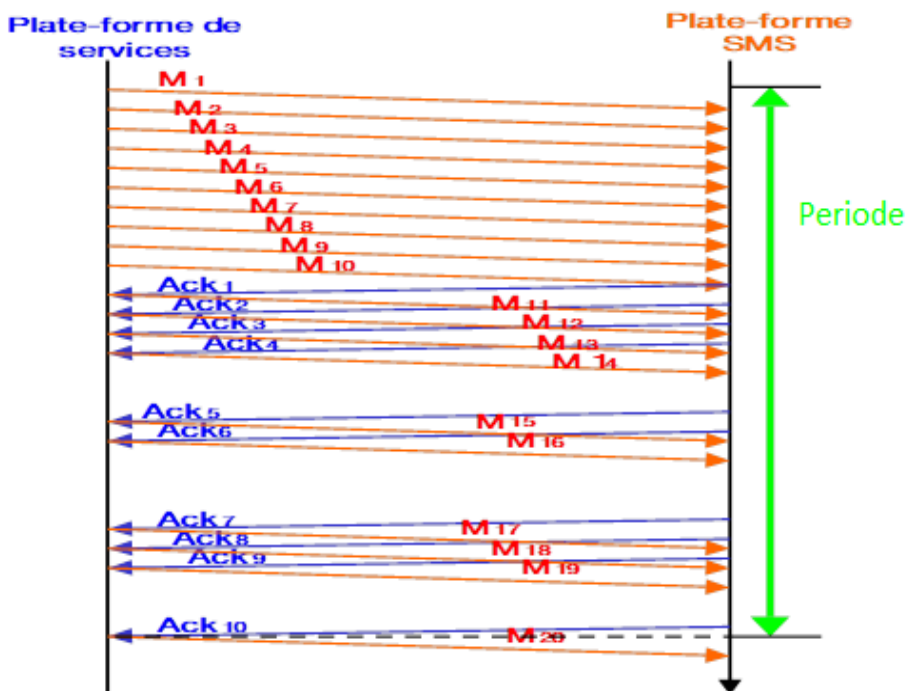 Plate-forme de
services
Plate-forme
SMS
M 1
M 2
M 3
M 4
M 5
M 6
M 7
Periode
M 8
M 9
M 10
Ack 1
M 11
Ack 2
M 12
Ack 3
M 13
Ack 4
M 14
Ack 5
M 15
Ack 6
M 16
Ack 7
M 17
Ack 8
M 18
Ack 9
M 19
Ack 10
M 20